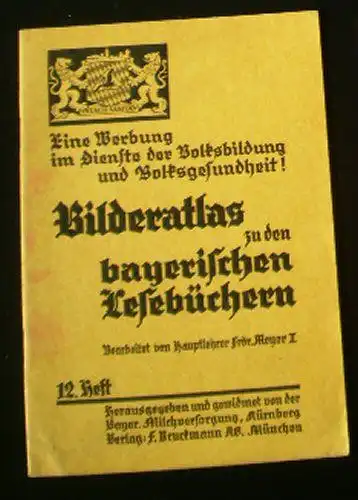 Eine Werbung
im Dienste der Volksbildung
und Volksgesundheit!
Bilderatlas
zu den
bayerischen
Lesebüchern
Bearbeitet von Hauptlehrer Frdr. Meyer I
12. Heft
Herausgegeben und gewidmet von der
Bayer. Milchversorgung, Nürnberg
Verlag: F. Bruckmann AG. München